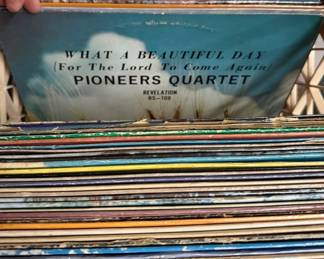 WHAT A BEAUTIFUL DAY
(For The Lord To Come Again)
PIONEERS QUARTET
REVELATION
RS-108